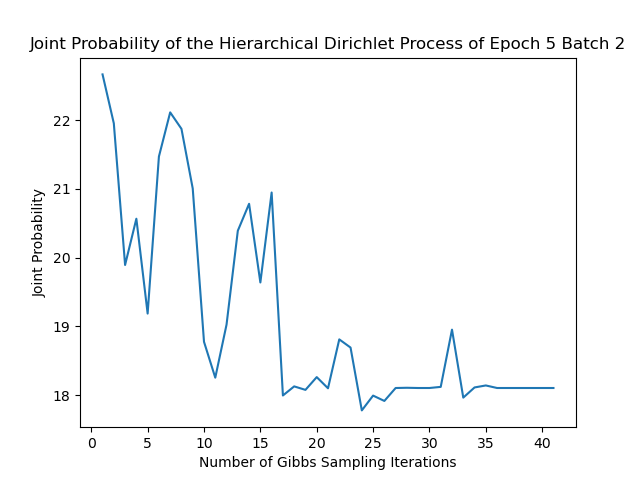 Joint Probability of the Hierarchical Dirichlet Process of Epoch 5 Batch 2
Joint Probability
22
21
20
19
18
0 5 10 15 20 25 30 35 40
Number of Gibbs Sampling Iterations